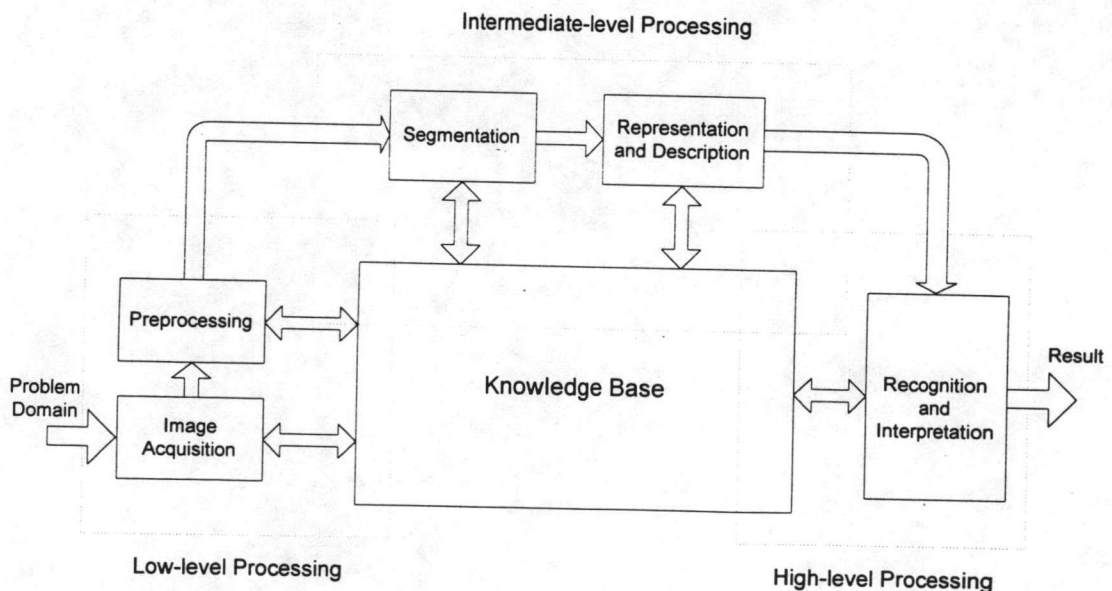 Intermediate-level Processing
Segmentation
Representation
and Description
Preprocessing
Problem
Domain
Image
Acquisition
Knowledge Base
Recognition
and
Interpretation
Result
Low-level Processing
High-level Processing